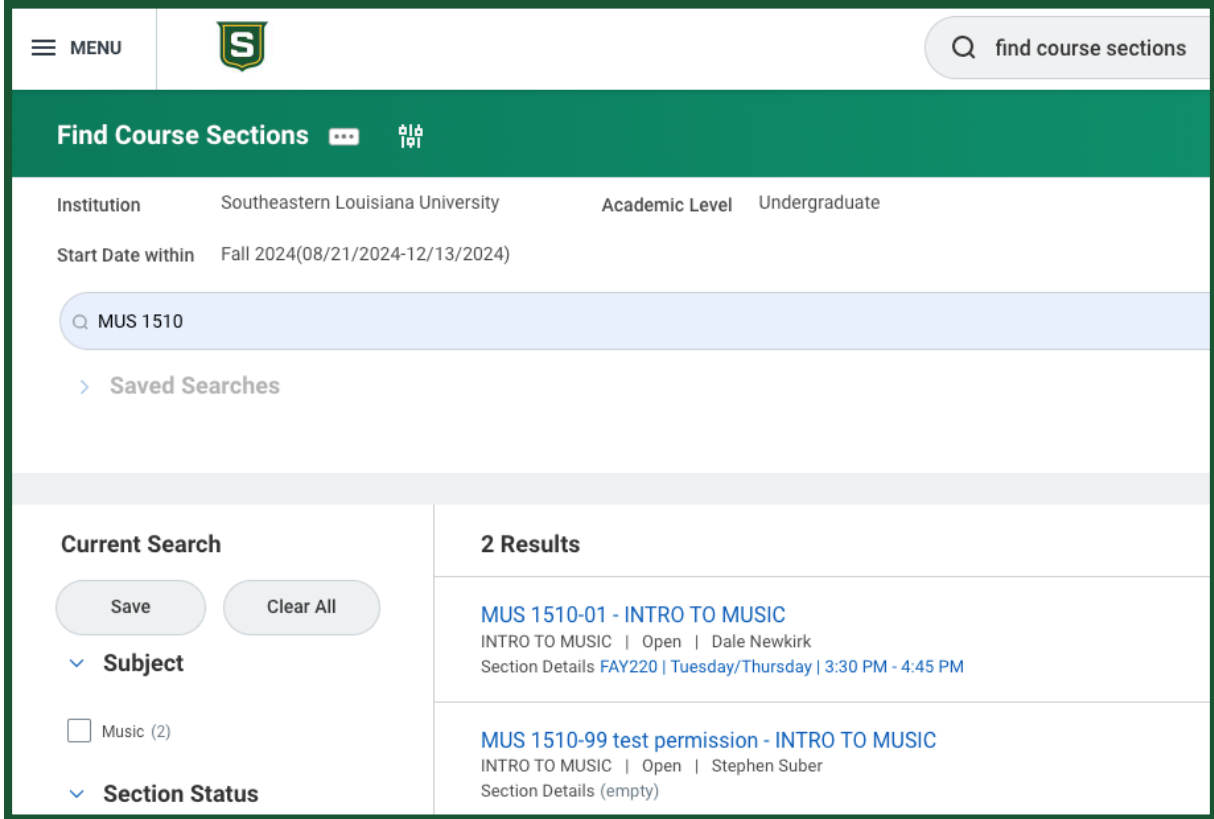 MENU
S
find course sections
Find Course Sections
Institution Southeastern Louisiana University Academic Level Undergraduate
Start Date within Fall 2024(08/21/2024-12/13/2024)
MUS 1510
Saved Searches
Current Search
Save Clear All
Subject
Music (2)
Section Status
2 Results
MUS 1510-01 - INTRO TO MUSIC
INTRO TO MUSIC | Open | Dale Newkirk
Section Details FAY220 | Tuesday/Thursday | 3:30 PM - 4:45 PM
MUS 1510-99 test permission - INTRO TO MUSIC
INTRO TO MUSIC | Open | Stephen Suber
Section Details (empty)